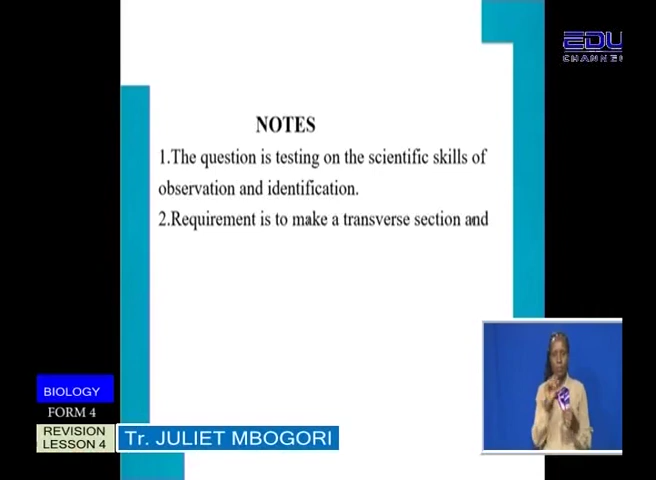 EDU
CHANNEL
NOTES
1.The question is testing on the scientific skills of
observation and identification.
2.Requirement is to make a transverse section and
BIOLOGY
FORM 4
REVISION
LESSON 4
Tr. JULIET MBOGORI